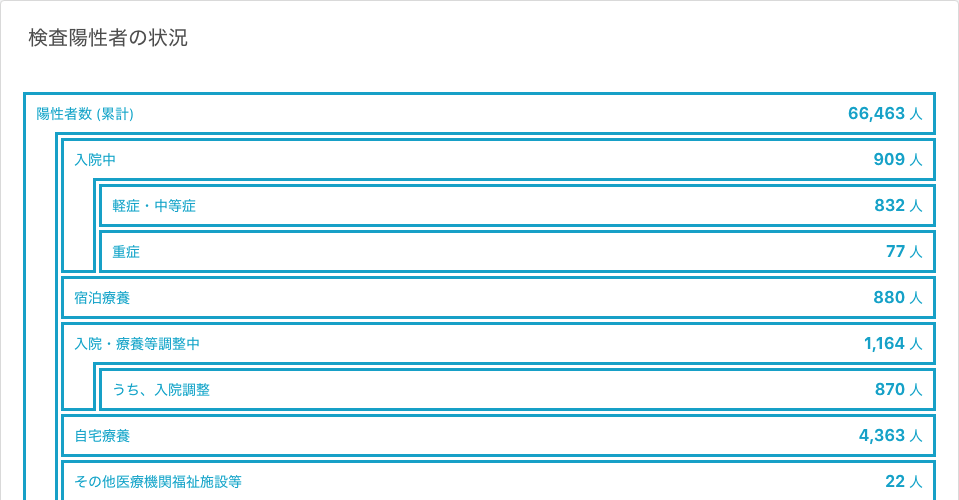 検査陽性者の状況
陽性者数 (累計) 66,463 人
入院中 909 人
軽症・中等症 832 人
重症 77 人
宿泊療養 880 人
入院・療養等調整中 1,164 人
うち、入院調整 870 人
自宅療養 4,363 人
その他医療機関福祉施設等 22 人